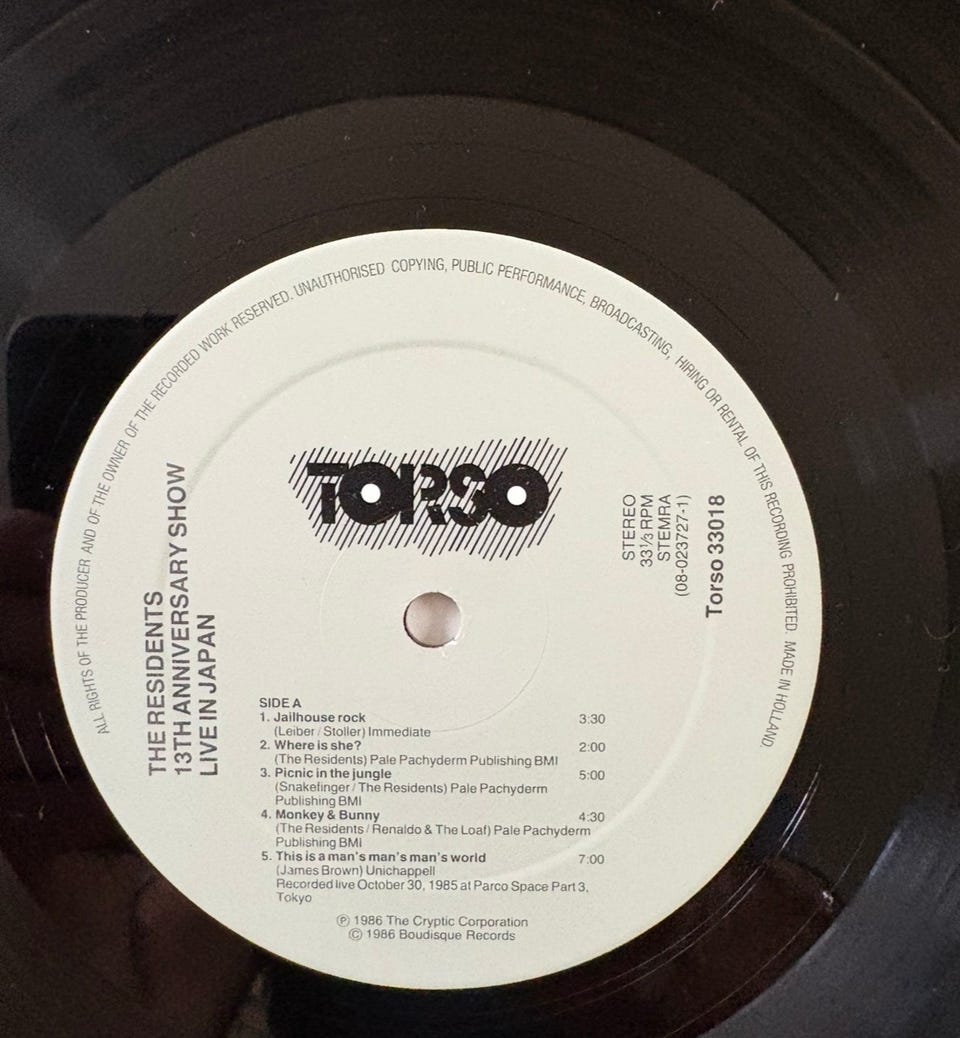 ALL RIGHTS OF THE PRODUCER AND OF THE OWNER OF THE RECORDED WORK RESERVED. UNAUTHORISED COPYING, PUBLIC PERFORMANCE, BROADCASTING, HIRING OR RENTAL OF THIS RECORDING PROHIBITED. MADE IN HOLLAND.
TORSO
THE RESIDENTS
13TH ANNIVERSARY SHOW
LIVE IN JAPAN
STEREO
33⅓ RPM
STEMRA
(08-023727-1)
Torso 33018
SIDE A
1. Jailhouse rock 3:30
(Leiber/Stoller) Immediate
2. Where is she? 2:00
(The Residents) Pale Pachyderm Publishing BMI
3. Picnic in the jungle 5:00
(Snakefinger/The Residents) Pale Pachyderm
Publishing BMI
4. Monkey & Bunny 4:30
(The Residents/Renaldo & The Loaf) Pale Pachyderm
Publishing BMI
5. This is a man's man's man's world 7:00
(James Brown) Unichappell
Recorded live October 30, 1985 at Parco Space Part 3,
Tokyo
℗ 1986 The Cryptic Corporation
© 1986 Boudisque Records